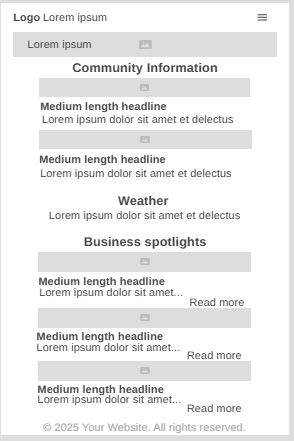 Logo Lorem ipsum
Lorem ipsum
Community Information
Medium length headline
Lorem ipsum dolor sit amet et delectus
Medium length headline
Lorem ipsum dolor sit amet et delectus
Weather
Lorem ipsum dolor sit amet et delectus
Business spotlights
Medium length headline
Lorem ipsum dolor sit amet...
Read more
Medium length headline
Lorem ipsum dolor sit amet...
Read more
Medium length headline
Lorem ipsum dolor sit amet...
Read more
© 2025 Your Website. All rights reserved.